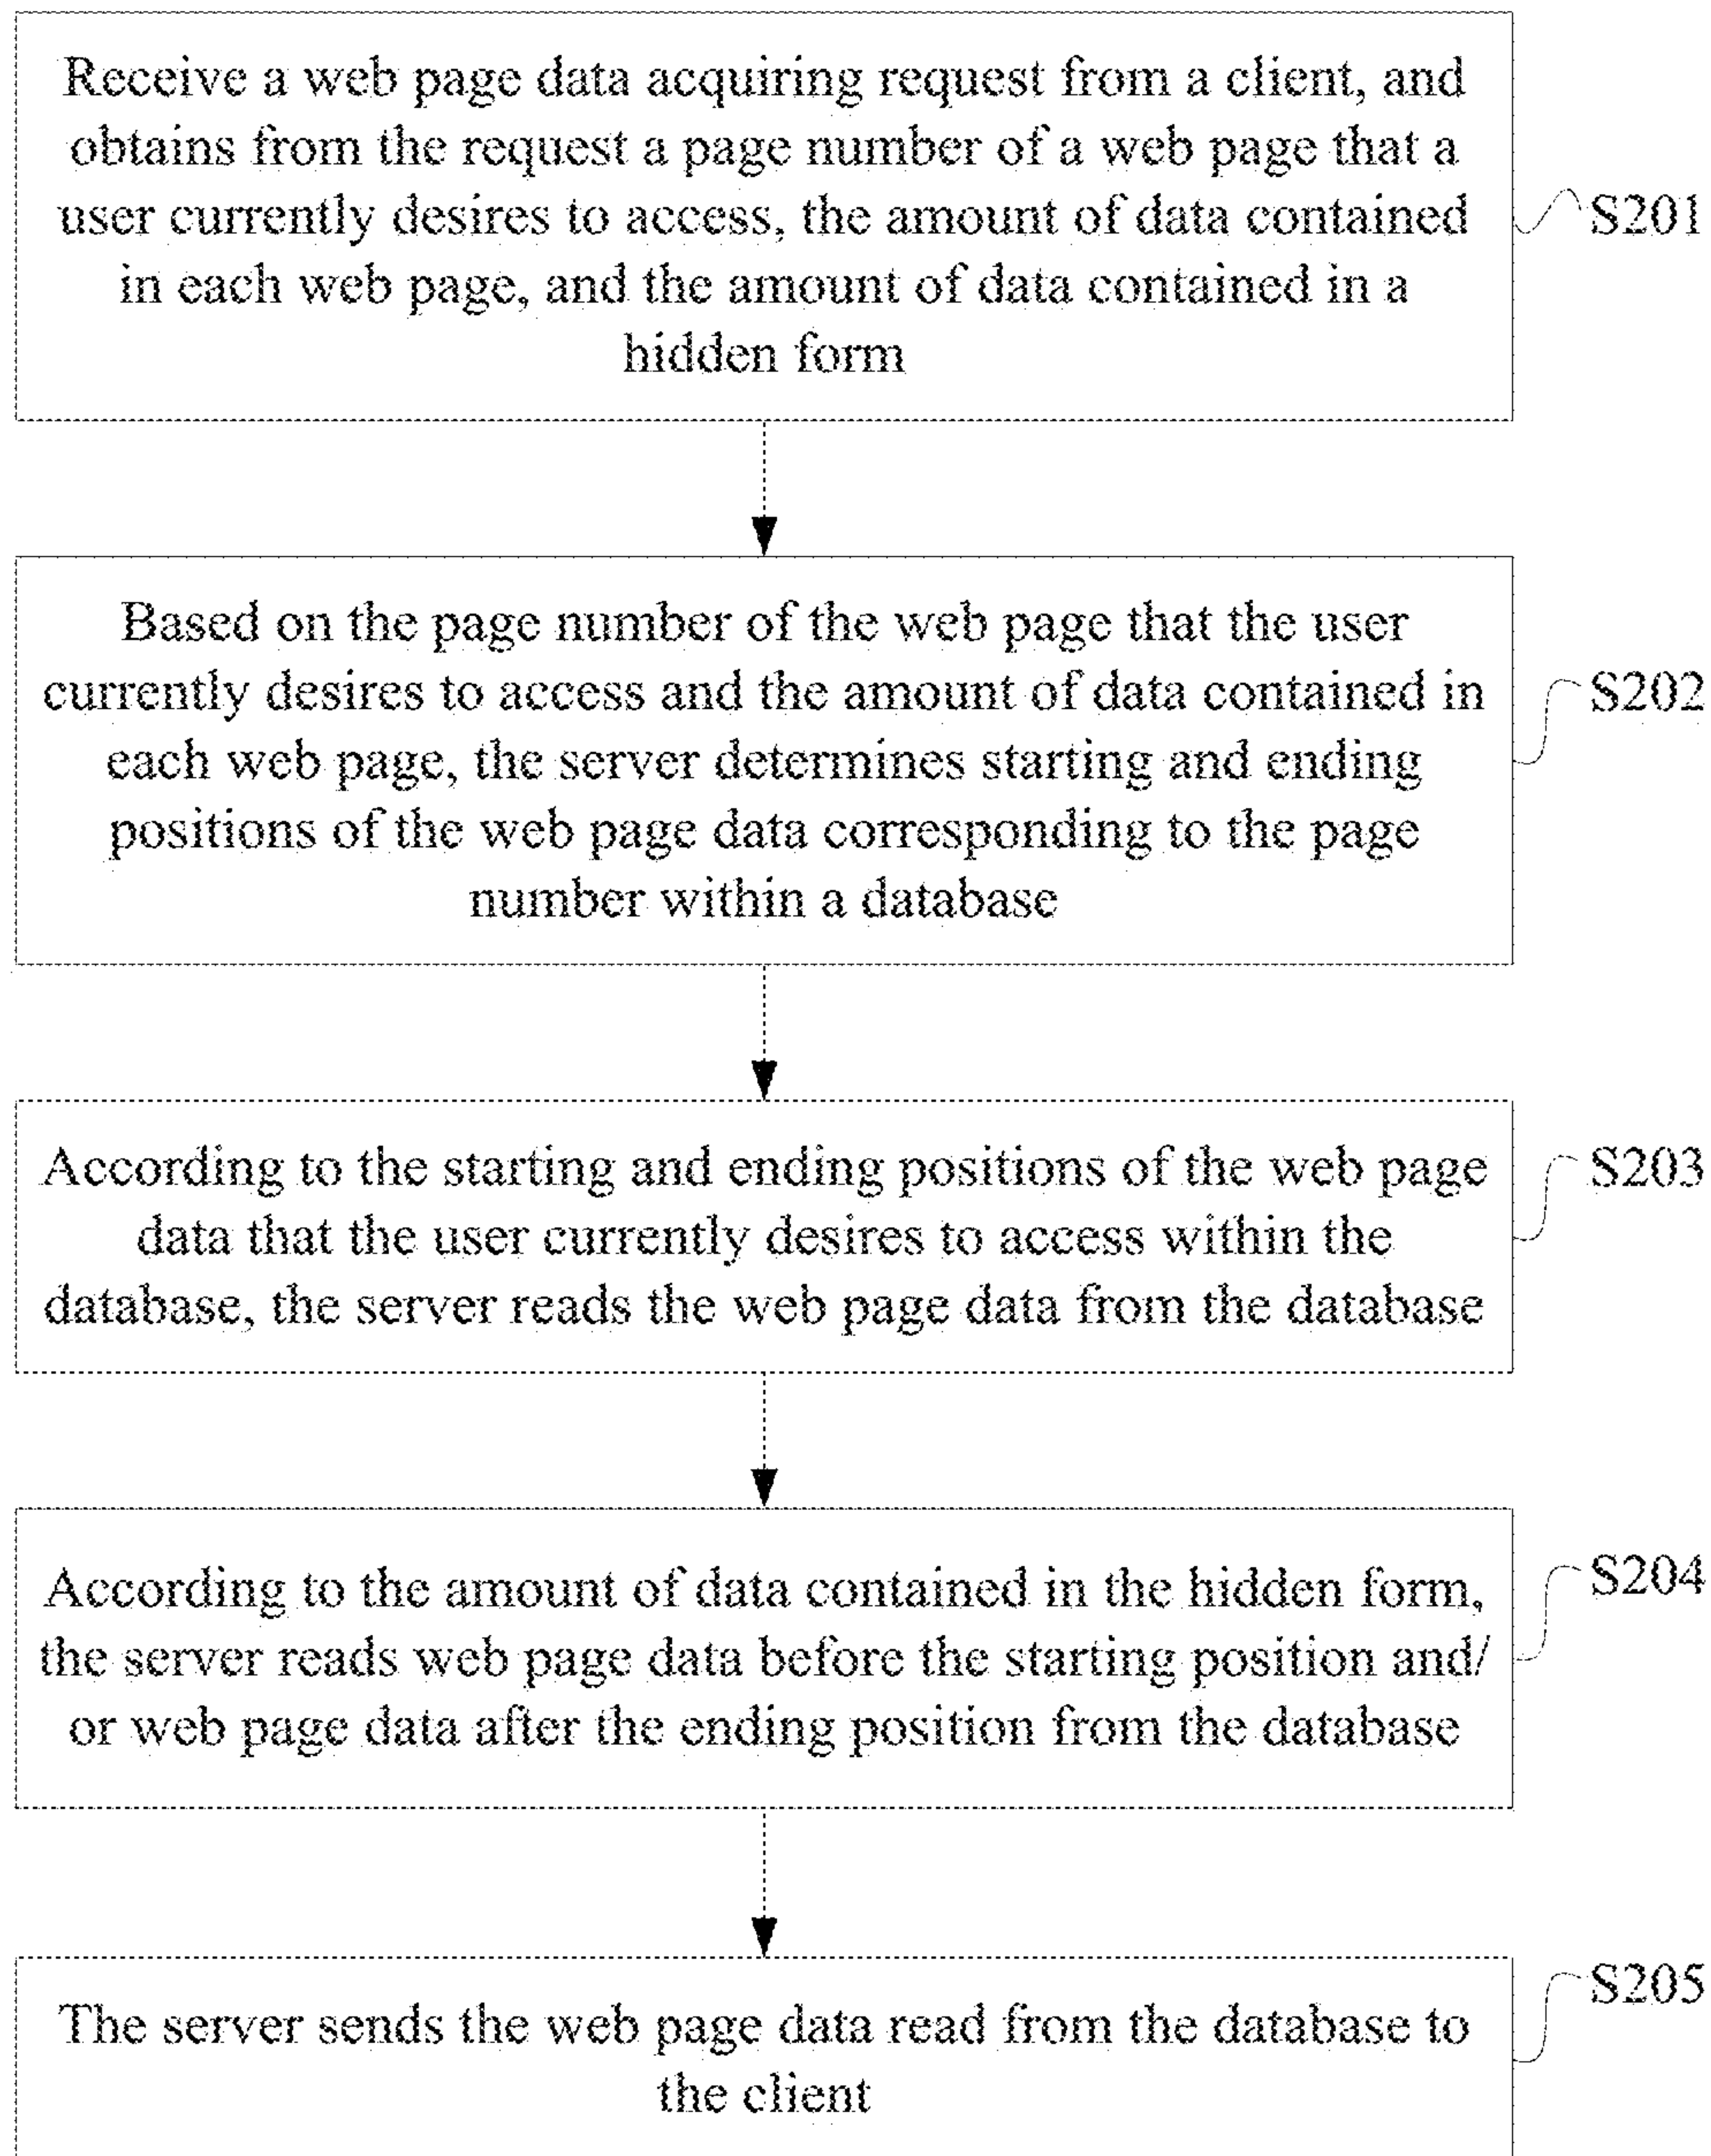 Receive a web page data acquiring request from a client, and
obtains from the request a page number of a web page that a
user currently desires to access, the amount of data contained
in each web page, and the amount of data contained in a
hidden form
S201
Based on the page number of the web page that the user
currently desires to access and the amount of data contained in
each web page, the server determines starting and ending
positions of the web page data corresponding to the page
number within a database
S202
According to the starting and ending positions of the web page
data that the user currently desires to access within the
database, the server reads the web page data from the database
S203
According to the amount of data contained in the hidden form,
the server reads web page data before the starting position and/
or web page data after the ending position from the database
S204
The server sends the web page data read from the database to
the client
S205